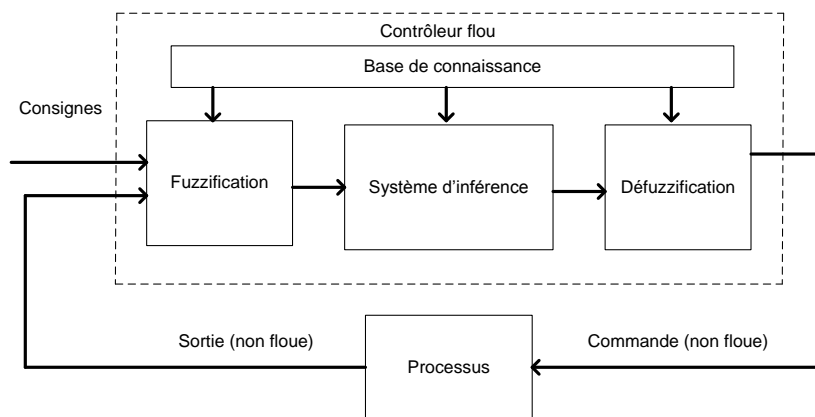 Contrôleur flou
Base de connaissance
Consignes
Fuzzification
Système d'inférence
Défuzzification
Sortie (non floue)
Commande (non floue)
Processus